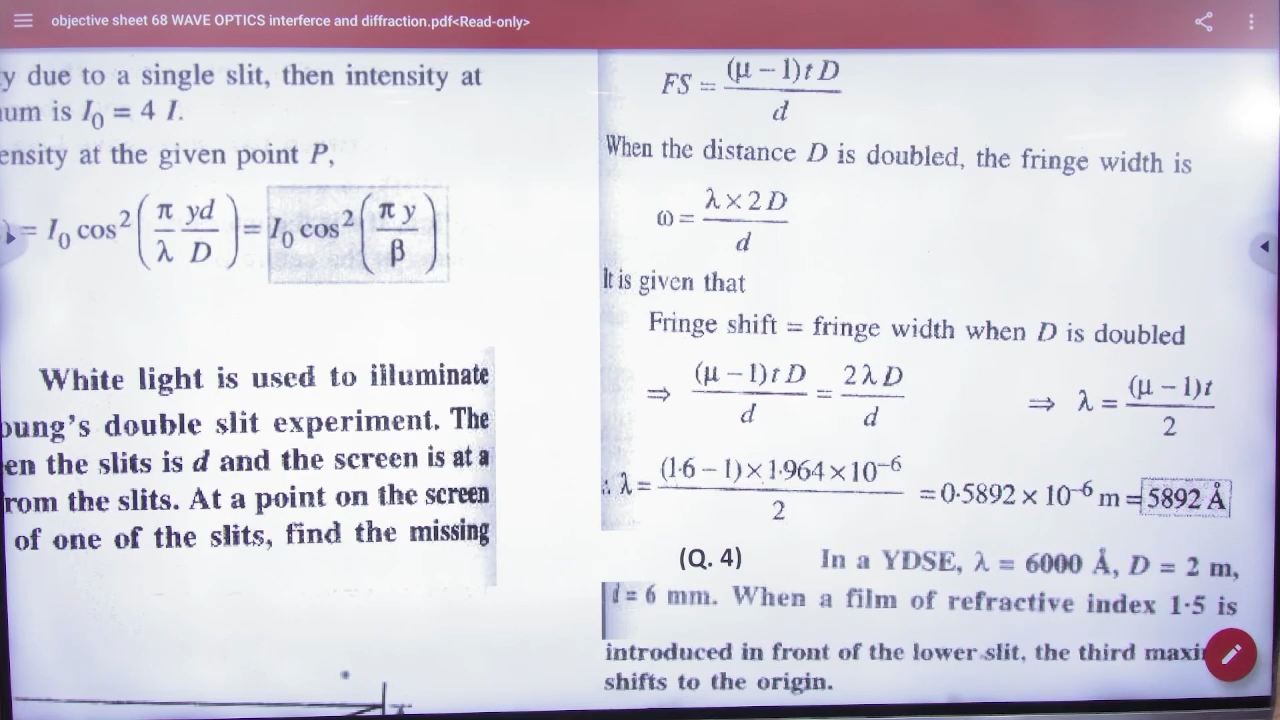 objective sheet 68 WAVE OPTICS interferce and diffraction.pdf<Read-only>
y due to a single slit, then intensity at
um is I₀ = 4 I.
ensity at the given point P,
= I₀ cos² (π/λ yd/D) = I₀ cos² (π y/β)
White light is used to illuminate
oung's double slit experiment. The
en the slits is d and the screen is at a
rom the slits. At a point on the screen
of one of the slits, find the missing
FS = (μ – 1) t D / d
When the distance D is doubled, the fringe width is
ω = λ × 2 D / d
It is given that
Fringe shift = fringe width when D is doubled
⇒ (μ – 1) t D / d = 2 λ D / d ⇒ λ = (μ – 1) t / 2
∴ λ = (1·6 – 1) × 1·964 × 10⁻⁶ / 2 = 0·5892 × 10⁻⁶ m = 5892 Å
(Q. 4) In a YDSE, λ = 6000 Å, D = 2 m,
= 6 mm. When a film of refractive index 1·5 is
introduced in front of the lower slit, the third maxi
shifts to the origin.